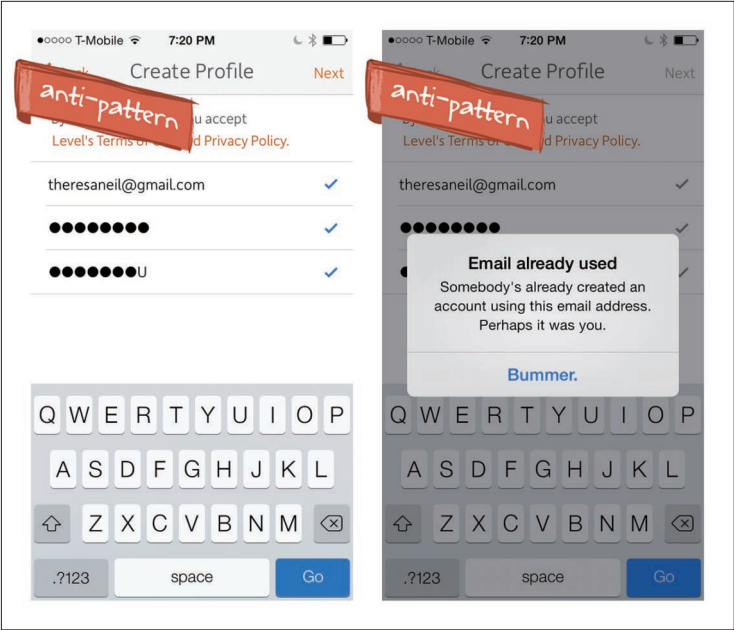 T-Mobile 7:20 PM
Create Profile Next
anti-pattern
u accept
Level's Terms d Privacy Policy.
theresaneil@gmail.com
●●●●●●●●
●●●●●●●U
Q W E R T Y U I O P
A S D F G H J K L
Z X C V B N M
.?123 space Go
T-Mobile 7:20 PM
Create Profile Next
anti-pattern
u accept
Level's Terms d Privacy Policy.
theresaneil@gmail.com
●●●●●●●●
Email already used
Somebody's already created an
account using this email address.
Perhaps it was you.
Bummer.
Q W E R T Y U I O P
A S D F G H J K L
Z X C V B N M
.?123 space Go